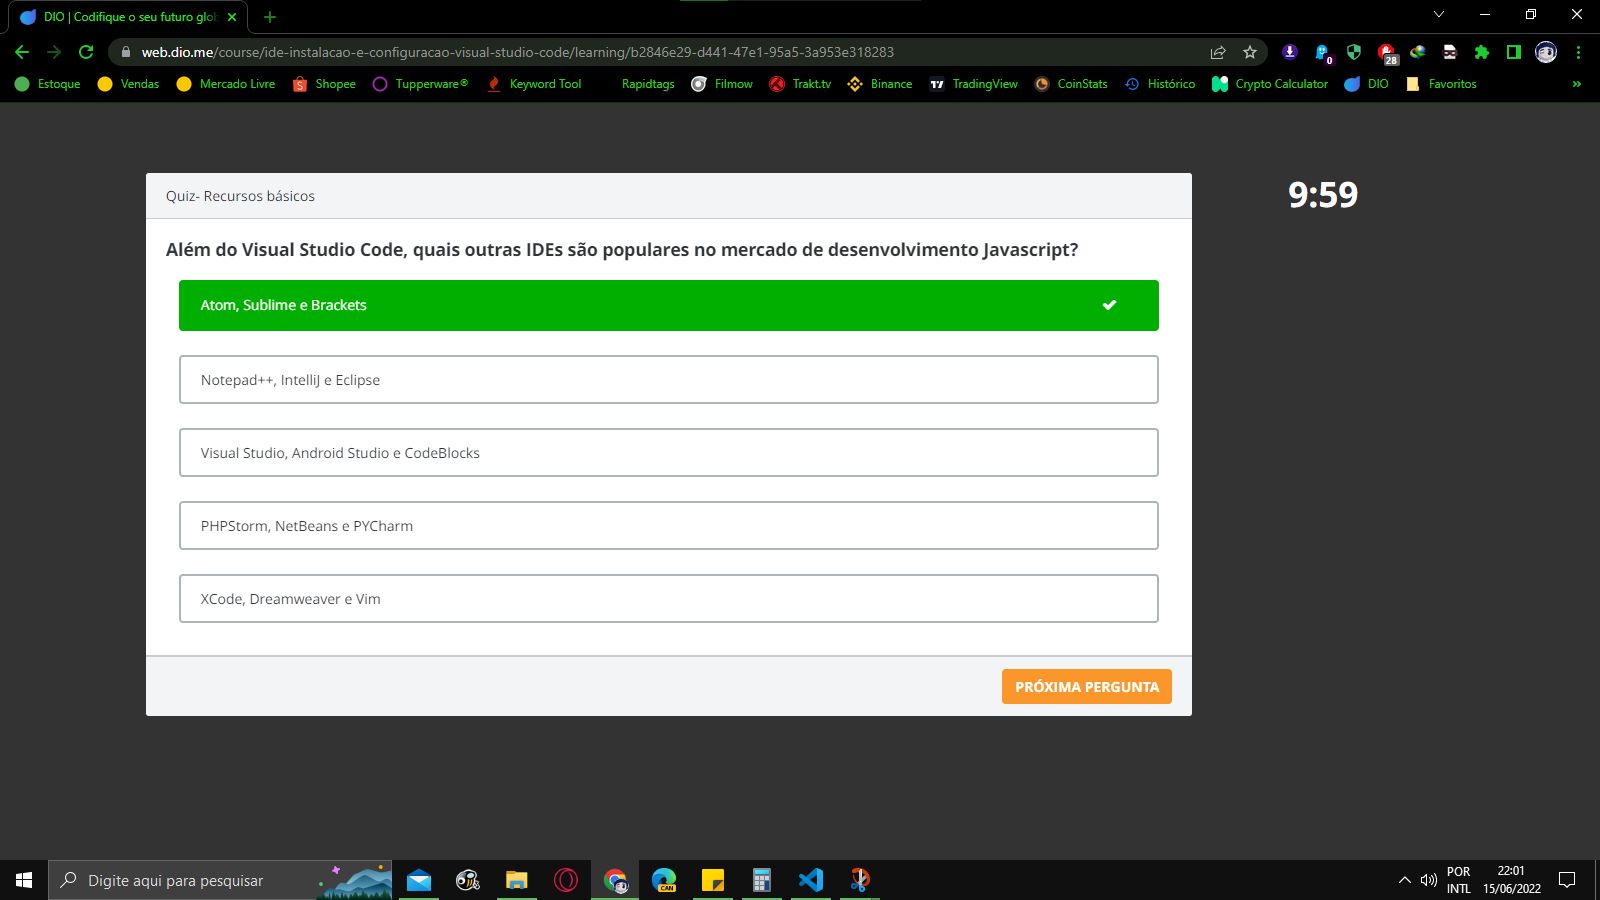 DIO | Codifique o seu futuro glob
web.dio.me/course/ide-instalacao-e-configuracao-visual-studio-code/learning/b2846e29-d441-47e1-95a5-3a953e318283
0
28
Estoque Vendas Mercado Livre Shopee Tupperware® Keyword Tool Rapidtags Filmow Trakt.tv Binance TradingView CoinStats Histórico Crypto Calculator DIO Favoritos »
Quiz- Recursos básicos
9:59
Além do Visual Studio Code, quais outras IDEs são populares no mercado de desenvolvimento Javascript?
Atom, Sublime e Brackets
Notepad++, IntelliJ e Eclipse
Visual Studio, Android Studio e CodeBlocks
PHPStorm, NetBeans e PYCharm
XCode, Dreamweaver e Vim
PRÓXIMA PERGUNTA
Digite aqui para pesquisar
CAN
POR
INTL
22:01
15/06/2022